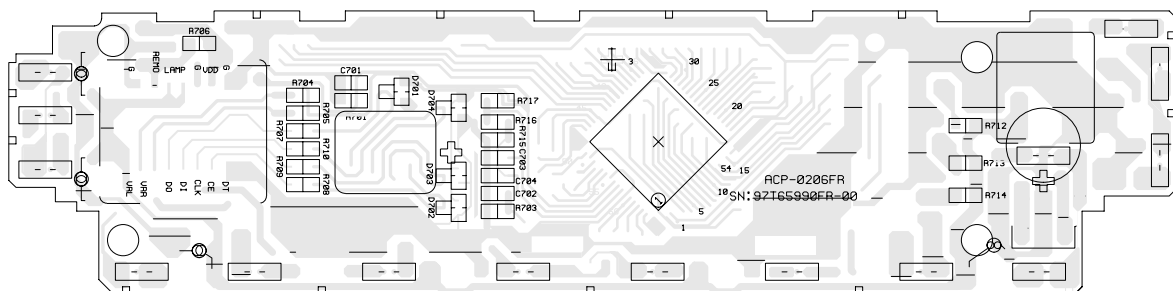 R706
G
REMO
LAMP
G
VDD
G
R704
C701
D701
R701
R705
D704
R717
R716
R707
R715
R710
C703
R709
D703
C704
R708
C702
D702
R703
VAL
VAR
DO
DI
CLK
CE
DT
3
30
25
20
15
54
10
5
1
ACP-0206FR
SN:97T65990FR-00
R712
R713
R714